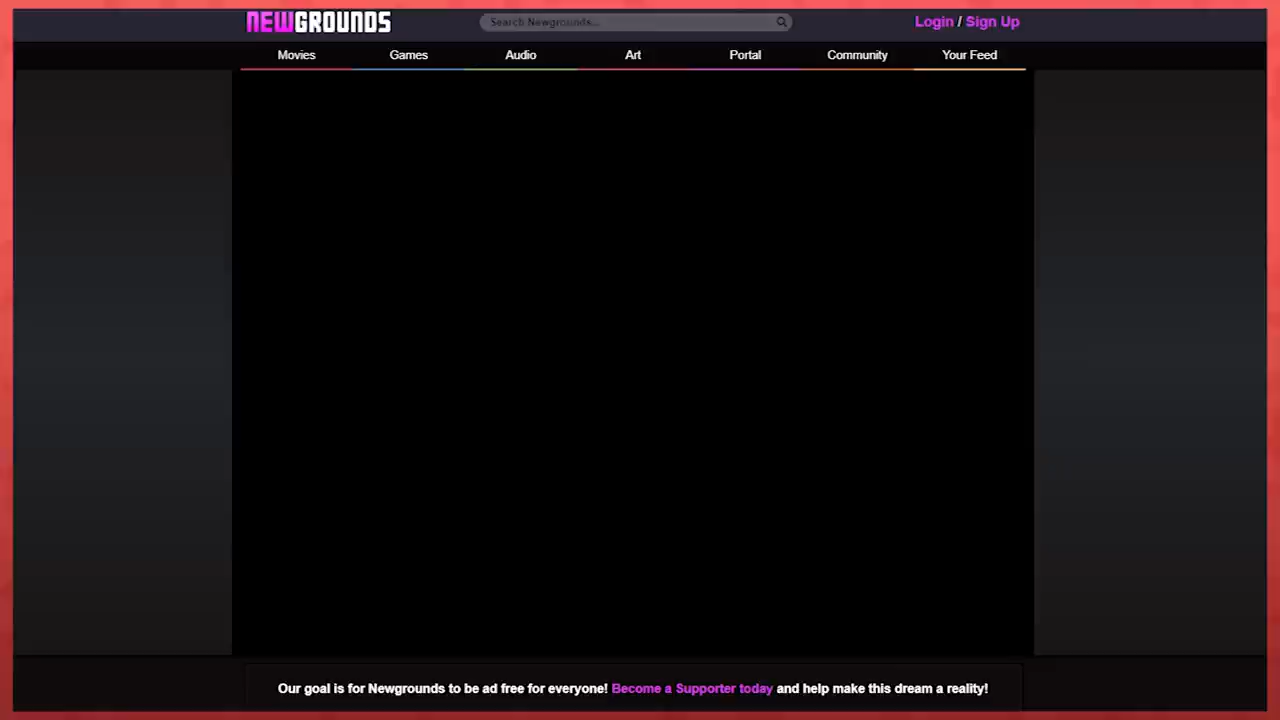 NEWGROUNDS
Search Newgrounds...
Login / Sign Up
Movies Games Audio Art Portal Community Your Feed
Our goal is for Newgrounds to be ad free for everyone! Become a Supporter today and help make this dream a reality!